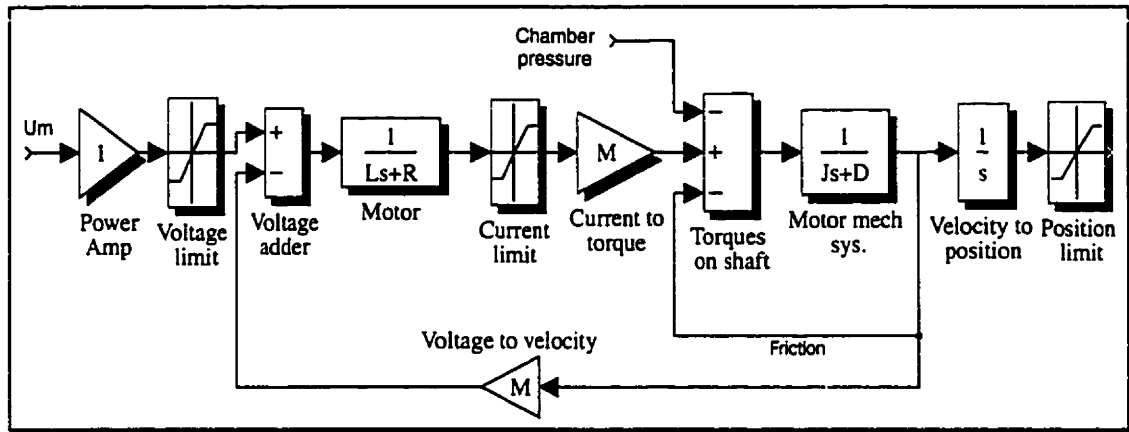 Chamber
pressure
Um
1
Power
Amp
Voltage
limit
+
−
Voltage
adder
1
Ls+R
Motor
Current
limit
M
Current to
torque
−
+
−
Torques
on shaft
1
Js+D
Motor mech
sys.
1
s
Velocity to
position
Position
limit
Friction
Voltage to velocity
M